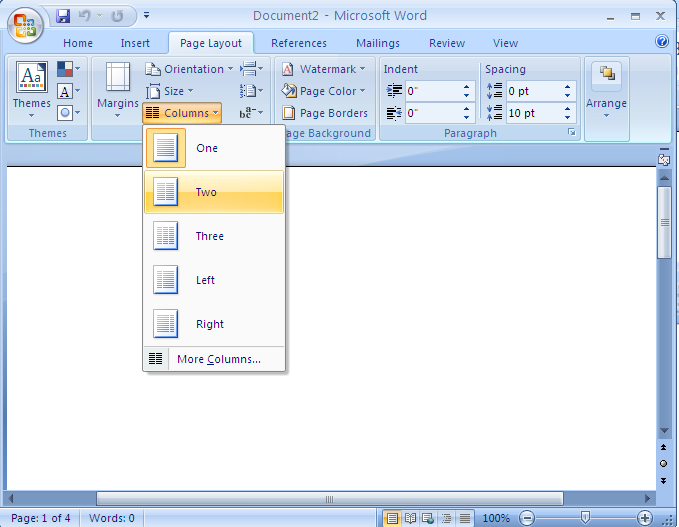 Document2 - Microsoft Word
Home Insert Page Layout References Mailings Review View
Orientation Watermark Indent Spacing
Aa Size Page Color 0" 0 pt
Themes Margins Columns Page Borders 0" 10 pt Arrange
Themes age Background Paragraph
One
Two
Three
Left
Right
More Columns...
Page: 1 of 4 Words: 0 100%